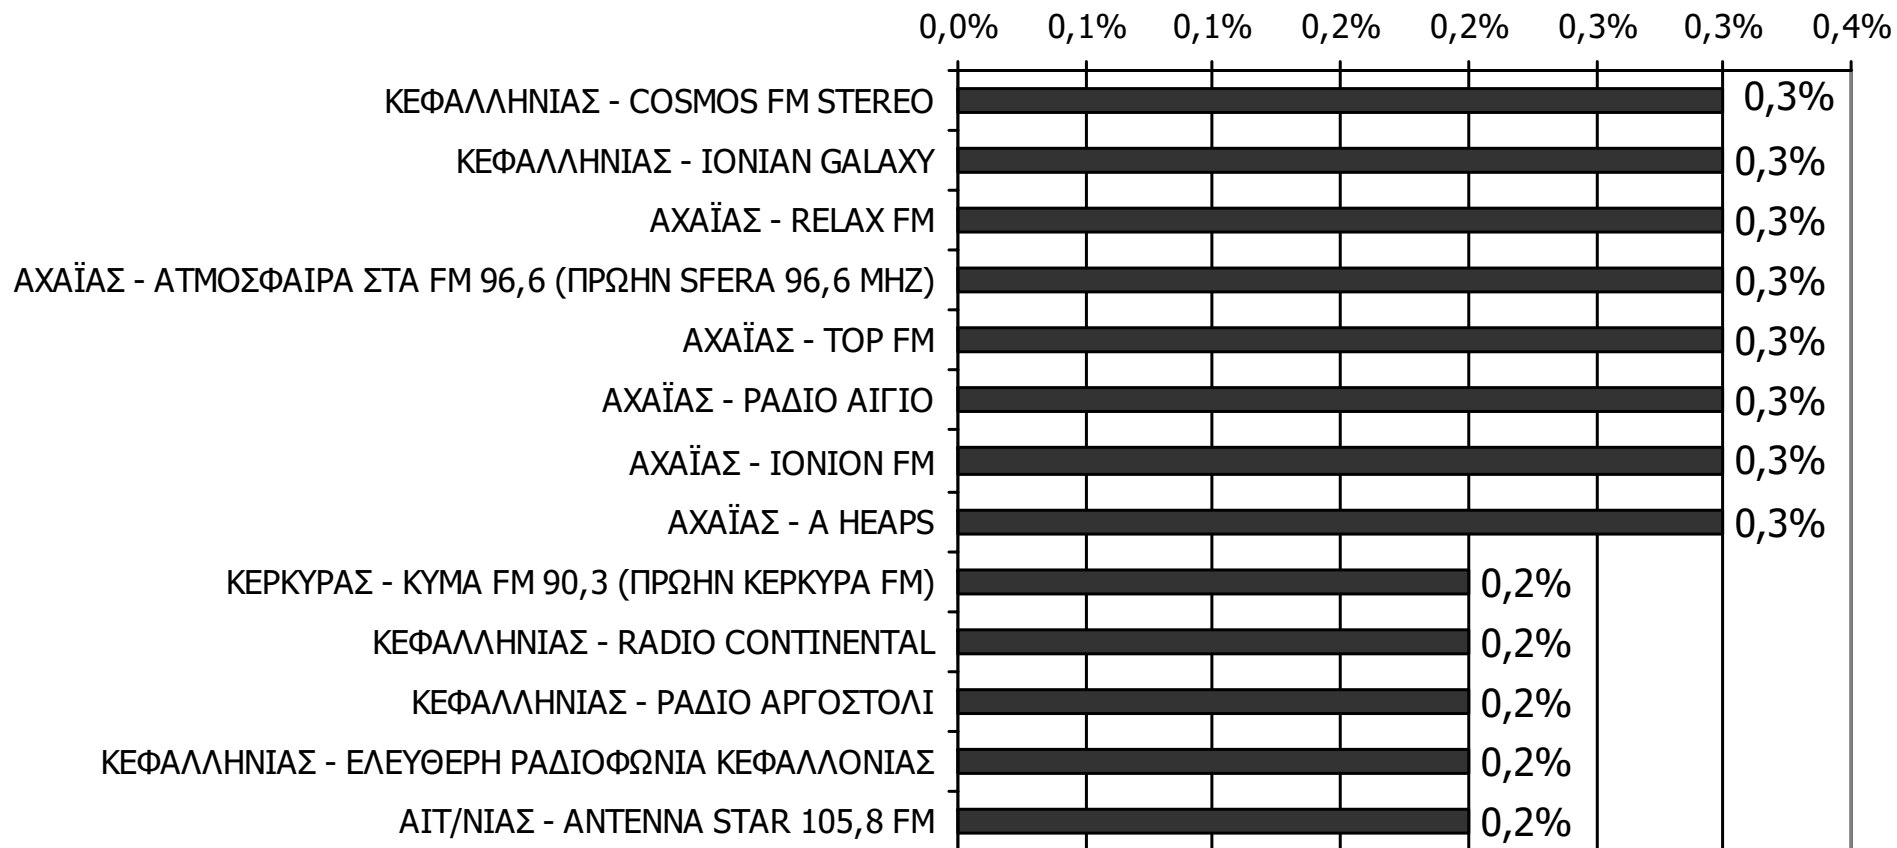 0,0% 0,1% 0,1% 0,2% 0,2% 0,3% 0,3% 0,4%
ΚΕΦΑΛΛΗΝΙΑΣ - COSMOS FM STEREO 0,3%
ΚΕΦΑΛΛΗΝΙΑΣ - IONIAN GALAXY 0,3%
ΑΧΑΪΑΣ - RELAX FM 0,3%
ΑΧΑΪΑΣ - ΑΤΜΟΣΦΑΙΡΑ ΣΤΑ FM 96,6 (ΠΡΩΗΝ SFERA 96,6 MHZ) 0,3%
ΑΧΑΪΑΣ - TOP FM 0,3%
ΑΧΑΪΑΣ - ΡΑΔΙΟ ΑΙΓΙΟ 0,3%
ΑΧΑΪΑΣ - IONION FM 0,3%
ΑΧΑΪΑΣ - A HEAPS 0,3%
ΚΕΡΚΥΡΑΣ - ΚΥΜΑ FM 90,3 (ΠΡΩΗΝ ΚΕΡΚΥΡΑ FM) 0,2%
ΚΕΦΑΛΛΗΝΙΑΣ - RADIO CONTINENTAL 0,2%
ΚΕΦΑΛΛΗΝΙΑΣ - ΡΑΔΙΟ ΑΡΓΟΣΤΟΛΙ 0,2%
ΚΕΦΑΛΛΗΝΙΑΣ - ΕΛΕΥΘΕΡΗ ΡΑΔΙΟΦΩΝΙΑ ΚΕΦΑΛΛΟΝΙΑΣ 0,2%
ΑΙΤ/ΝΙΑΣ - ANTENNA STAR 105,8 FM 0,2%